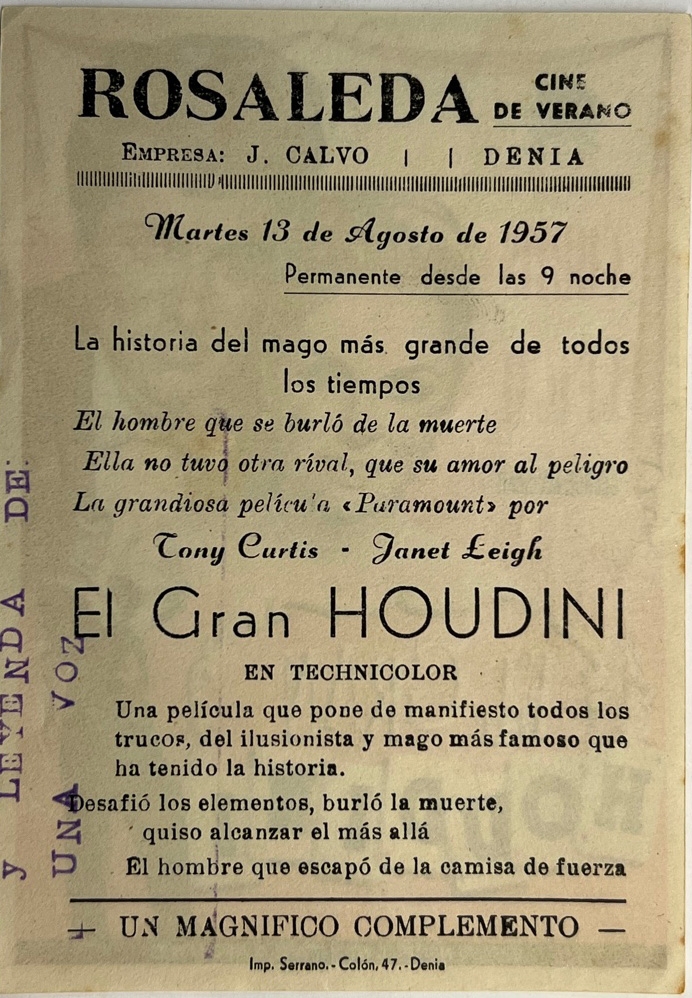 ROSALEDA CINE DE VERANO
EMPRESA: J. CALVO | | DENIA
Martes 13 de Agosto de 1957
Permanente desde las 9 noche
La historia del mago más grande de todos
los tiempos
El hombre que se burló de la muerte
Ella no tuvo otra ríval, que su amor al peligro
La grandiosa pelícu'a «Paramount» por
Tony Curtis - Janet Leigh
El Gran HOUDINI
EN TECHNICOLOR
Una película que pone de manifiesto todos los
trucos, del ilusionista y mago más famoso que
ha tenido la historia.
Desafió los elementos, burló la muerte,
quiso alcanzar el más allá
El hombre que escapó de la camisa de fuerza
— UN MAGNIFICO COMPLEMENTO —
Imp. Serrano.-Colón, 47.-Denia
y LEYENDA DE:
UNA VOZ